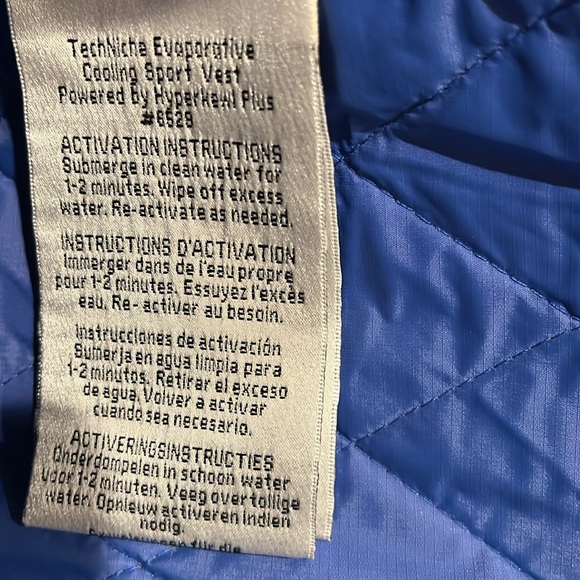 TechNiche Evaporative
Cooling Sport Vest
Powered by Hyperkewl Plus
#6529
ACTIVATION INSTRUCTIONS
Submerge in clean water for
1-2 minutes. Wipe off excess
water. Re-activate as needed.
INSTRUCTIONS D'ACTIVATION
Immerger dans de l'eau propre
pour 1-2 minutes. Essuyez l'excès
eau. Re- activer au besoin.
Instrucciones de activación
Sumerja en agua limpia para
1-2 minutos. Retirar el exceso
de agua. Volver a activar
cuando sea necesario.
ACTIVERINGSINSTRUCTIES
Onderdompelen in schoon water
voor 1-2 minuten. Veeg overtollige
water. Opnieuw activeren indien
nodig.
für die